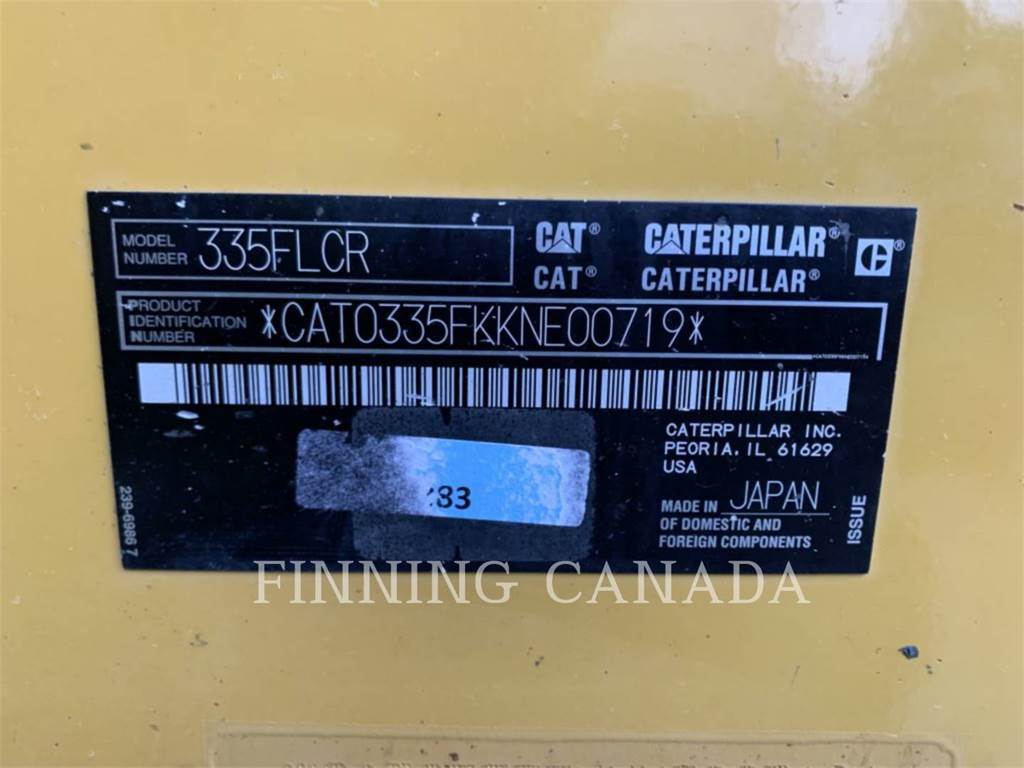 MODEL NUMBER 335FLCR
CAT® CATERPILLAR®
CAT® CATERPILLAR®
PRODUCT IDENTIFICATION NUMBER *CAT0335FKKNE00719*
CATERPILLAR INC.
PEORIA, IL 61629
USA
MADE IN JAPAN
OF DOMESTIC AND
FOREIGN COMPONENTS
ISSUE
239-6986 7
83
FINNING CANADA